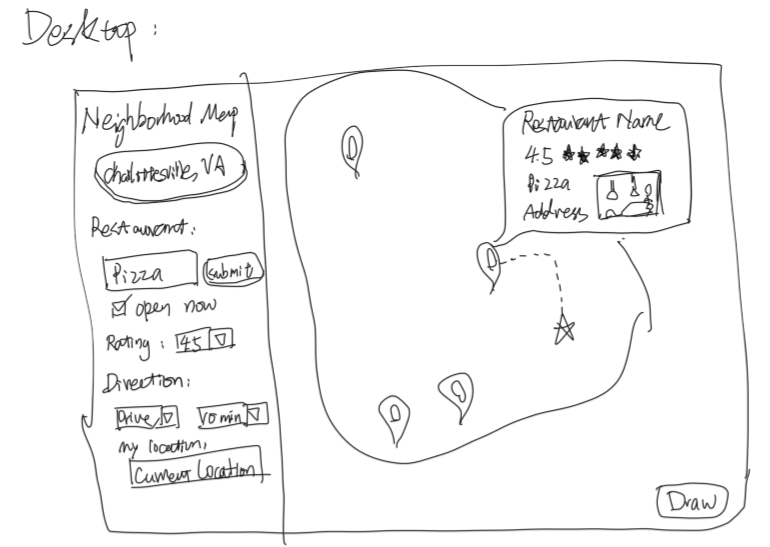 Desktop:
Neighborhood Map
Charlottesville, VA
Restaurant:
Pizza
submit
open now
Rating: 4.5
Direction:
Drive 10 min
my location,
Current Location
Restaurant Name
4.5 ★★★★★
Pizza
Address
Draw